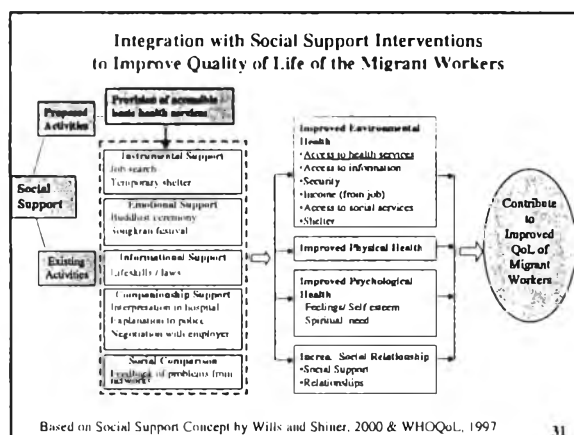 Integration with Social Support Interventions
to Improve Quality of Life of the Migrant Workers
Provision of accessible
basic health services
Proposed
Activities
Social
Support
Existing
Activities
Instrumental Support
Job search
Temporary shelter
Emotional Support
Buddhist ceremony
Songkran festival
Informational Support
Lifeskills / laws
Companionship Support
Interpretation in hospital
Explanation to police
Negotiation with employer
Social Comparison
Feedback of problems from
network
Improved Environmental
Health
•Access to health services
•Access to information
•Security
•Income (from job)
•Access to social services
•Shelter
Improved Physical Health
Improved Psychological
Health
Feelings/ Self esteem
Spiritual need
Increa. Social Relationship
•Social Support
•Relationships
Contribute
to
Improved
QoL of
Migrant
Workers
Based on Social Support Concept by Wills and Shiner, 2000 & WHOQoL, 1997
31